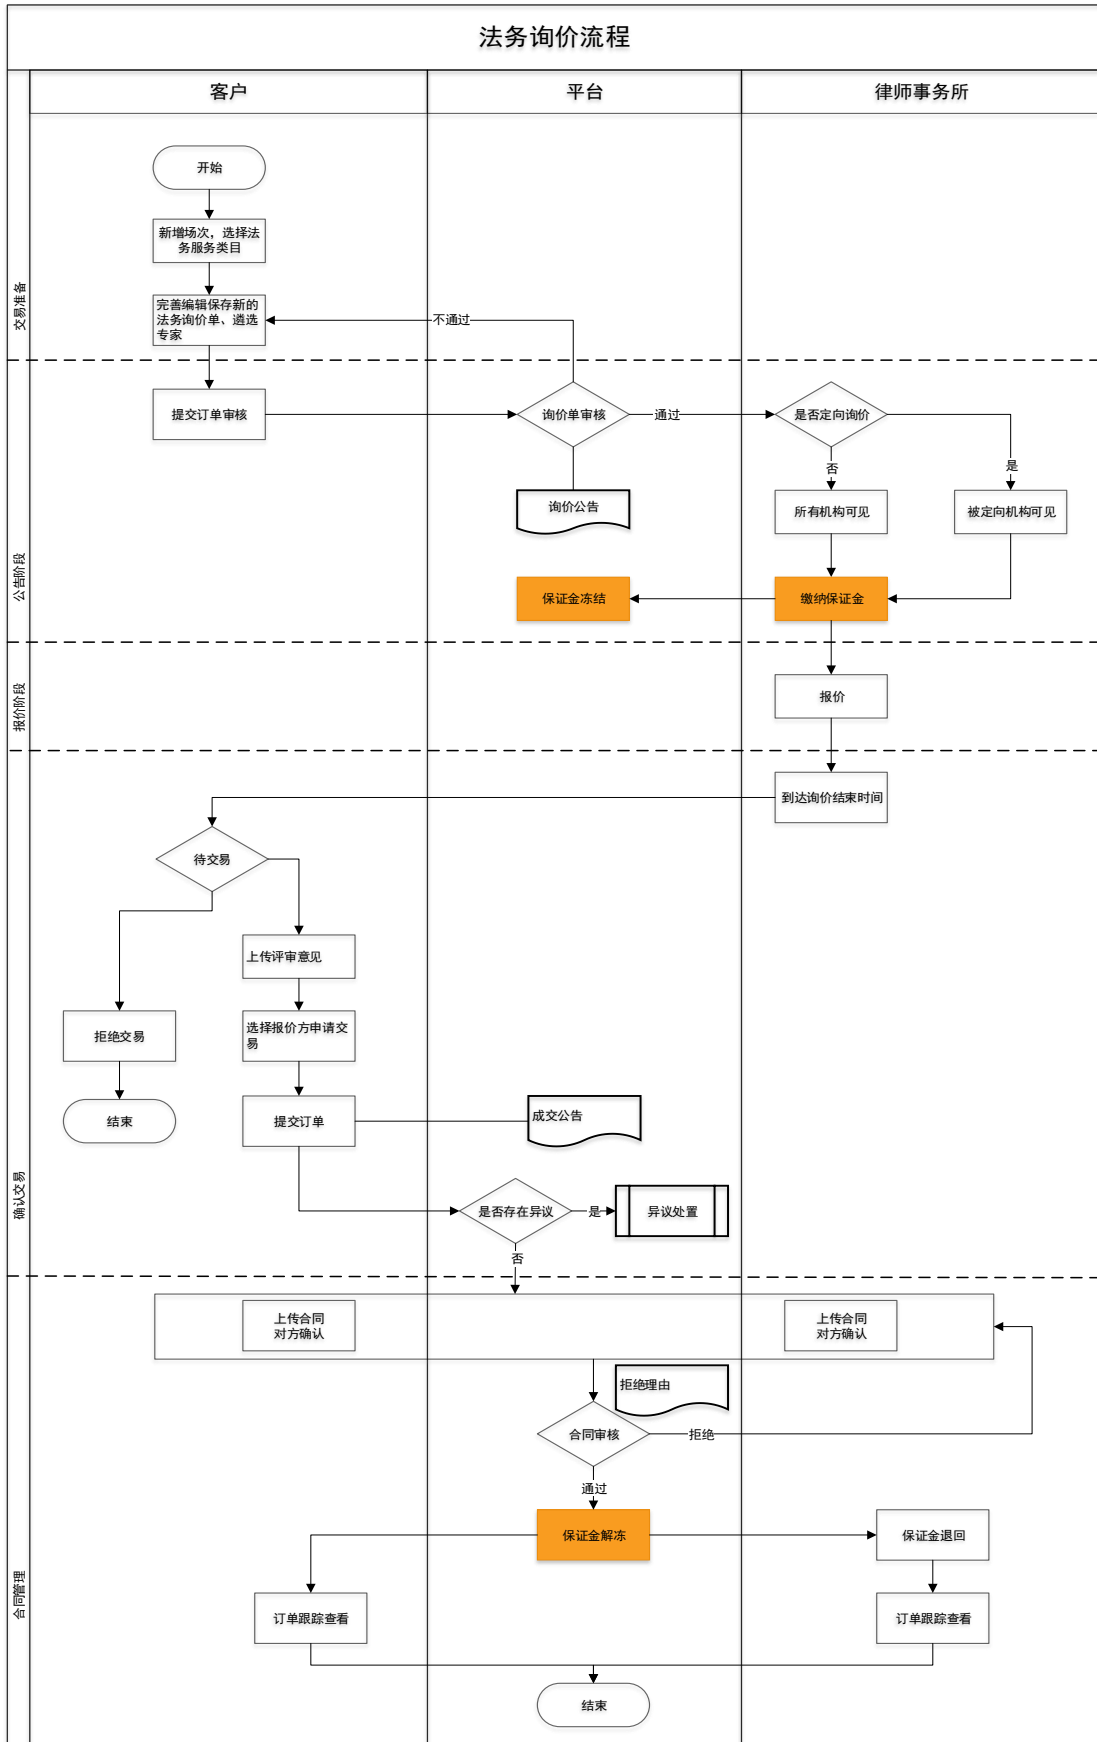 法务询价流程
客户
平台
律师事务所
交易准备
开始
新增场次，选择法
务服务类目
完善编辑保存新的
法务询价单、遴选
专家
不通过
公告阶段
提交订单审核
询价单审核
通过
是否定向询价
否
是
询价公告
所有机构可见
被定向机构可见
保证金冻结
缴纳保证金
报价阶段
报价
确认交易
到达询价结束时间
待交易
上传评审意见
拒绝交易
选择报价方申请交
易
结束
提交订单
成交公告
是否存在异议
是
异议处置
否
合同管理
上传合同
对方确认
上传合同
对方确认
拒绝理由
合同审核
拒绝
通过
保证金解冻
保证金退回
订单跟踪查看
订单跟踪查看
结束